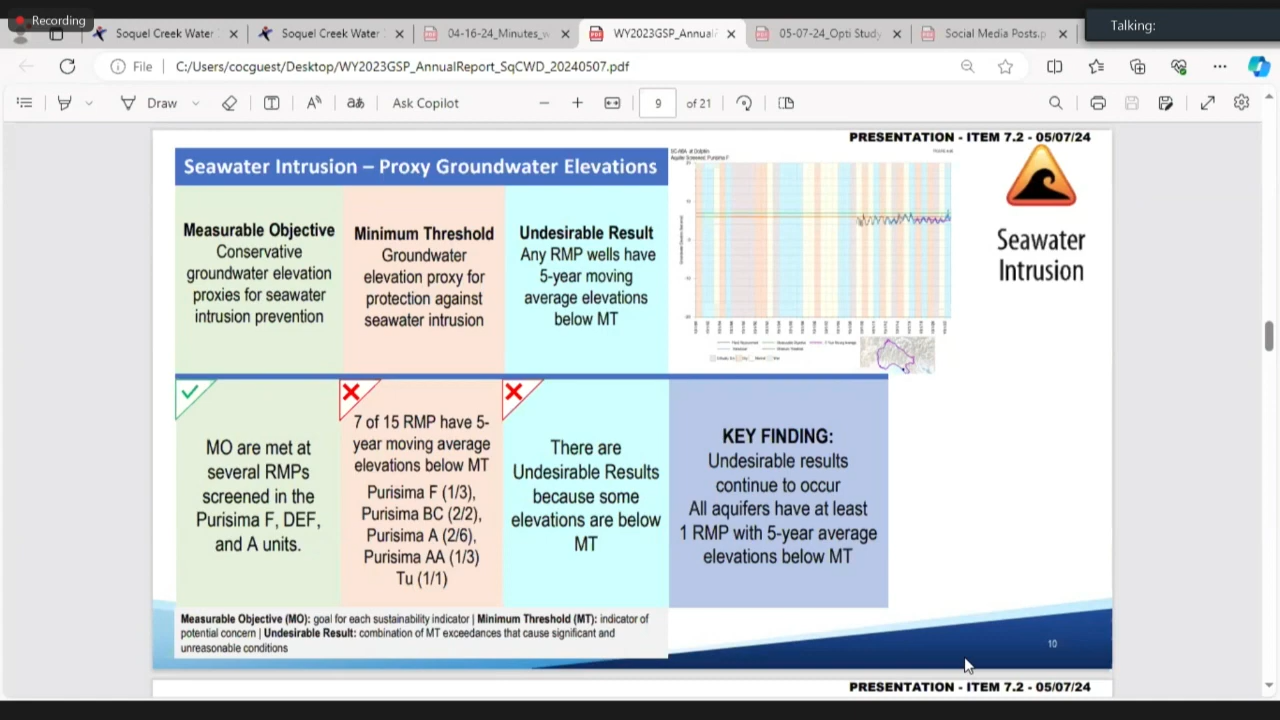 Recording
Talking:
Soquel Creek Water
Soquel Creek Water
04-16-24_Minutes_w
WY2023GSP_Annual
05-07-24_Opti Study
Social Media Posts.p
File
C:/Users/cocguest/Desktop/WY2023GSP_AnnualReport_SqCWD_20240507.pdf
Draw
Ask Copilot
9
of 21
PRESENTATION - ITEM 7.2 - 05/07/24
Seawater Intrusion – Proxy Groundwater Elevations
Measurable Objective
Conservative
groundwater elevation
proxies for seawater
intrusion prevention
Minimum Threshold
Groundwater
elevation proxy for
protection against
seawater intrusion
Undesirable Result
Any RMP wells have
5-year moving
average elevations
below MT
Seawater
Intrusion
MO are met at
several RMPs
screened in the
Purisima F, DEF,
and A units.
7 of 15 RMP have 5-
year moving average
elevations below MT
Purisima F (1/3),
Purisima BC (2/2),
Purisima A (2/6),
Purisima AA (1/3)
Tu (1/1)
There are
Undesirable Results
because some
elevations are below
MT
KEY FINDING:
Undesirable results
continue to occur
All aquifers have at least
1 RMP with 5-year average
elevations below MT
Measurable Objective (MO): goal for each sustainability indicator | Minimum Threshold (MT): indicator of
potential concern | Undesirable Result: combination of MT exceedances that cause significant and
unreasonable conditions
10
PRESENTATION - ITEM 7.2 - 05/07/24